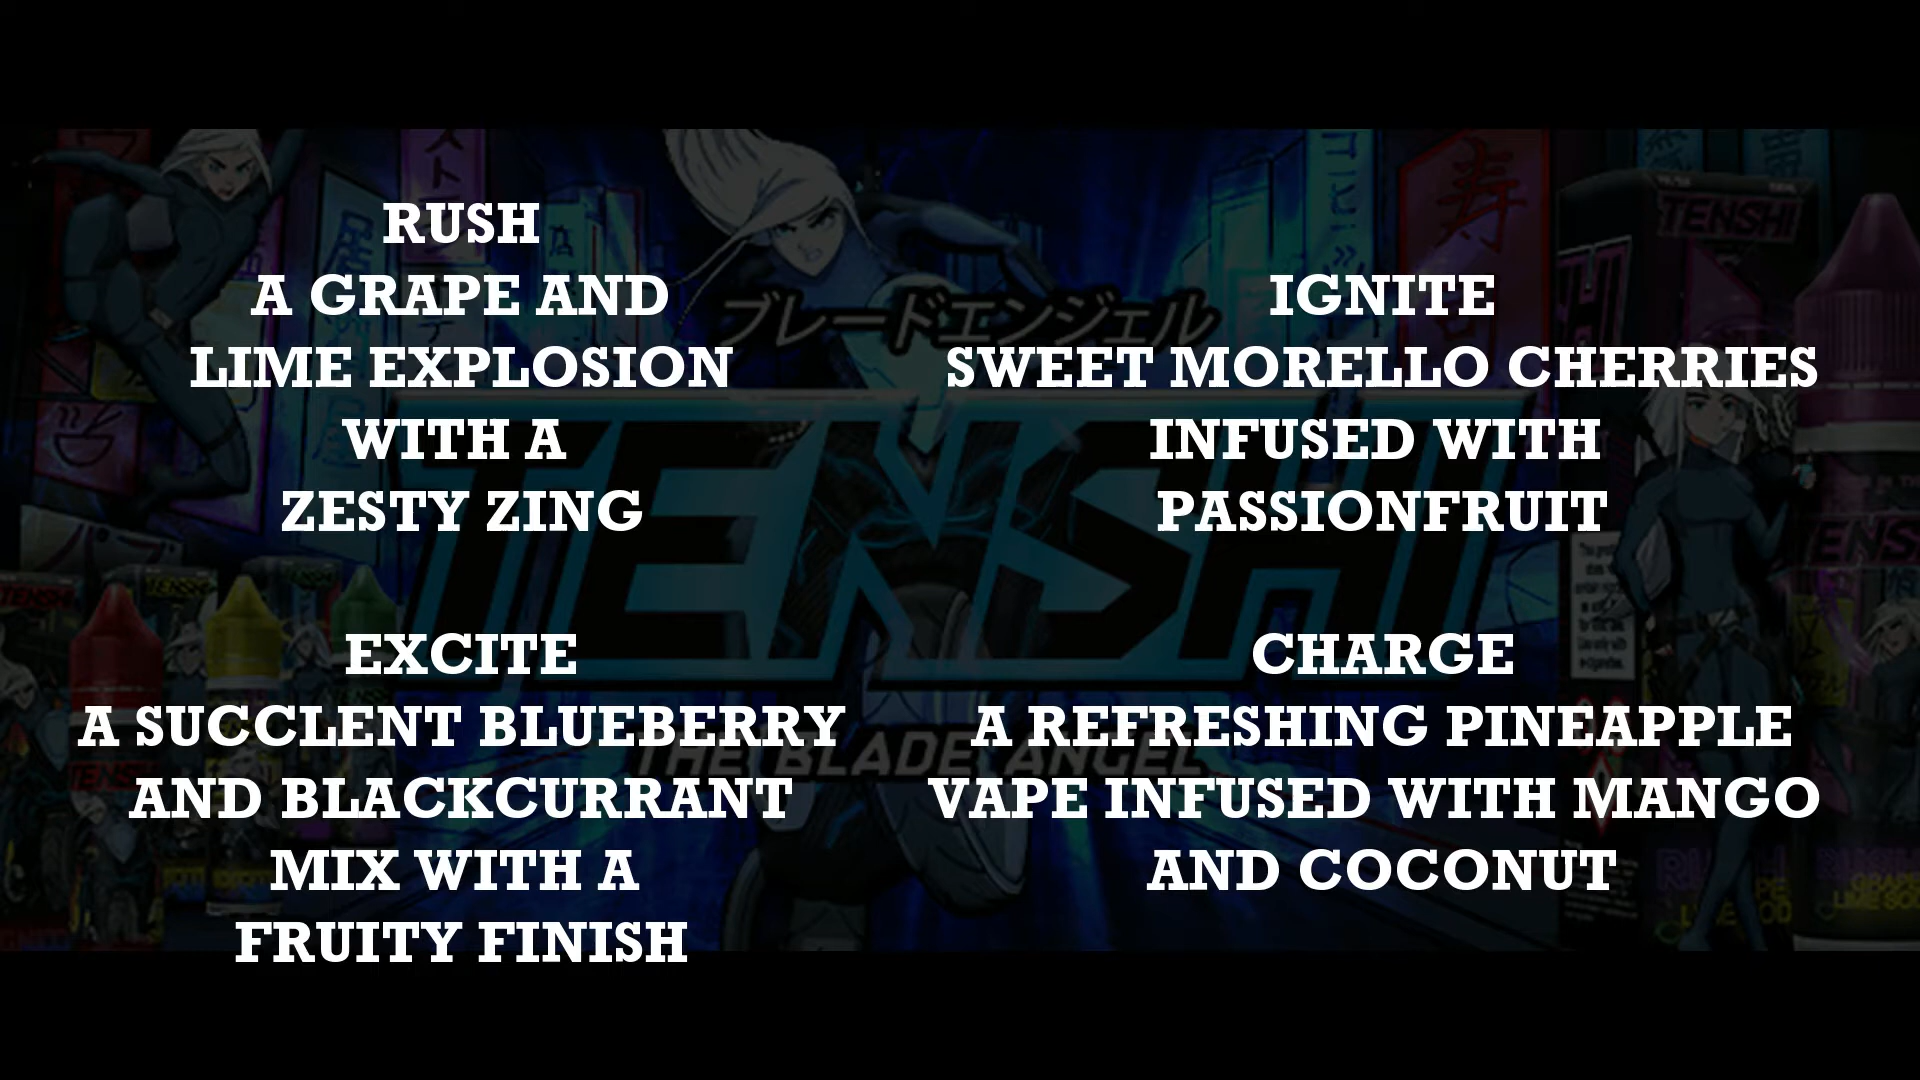 RUSH
A GRAPE AND
LIME EXPLOSION
WITH A
ZESTY ZING
IGNITE
SWEET MORELLO CHERRIES
INFUSED WITH
PASSIONFRUIT
EXCITE
A SUCCLENT BLUEBERRY
AND BLACKCURRANT
MIX WITH A
FRUITY FINISH
CHARGE
A REFRESHING PINEAPPLE
VAPE INFUSED WITH MANGO
AND COCONUT
ブレードエンジェル
TENSHI
THE BLADE ANGEL
TENSHI